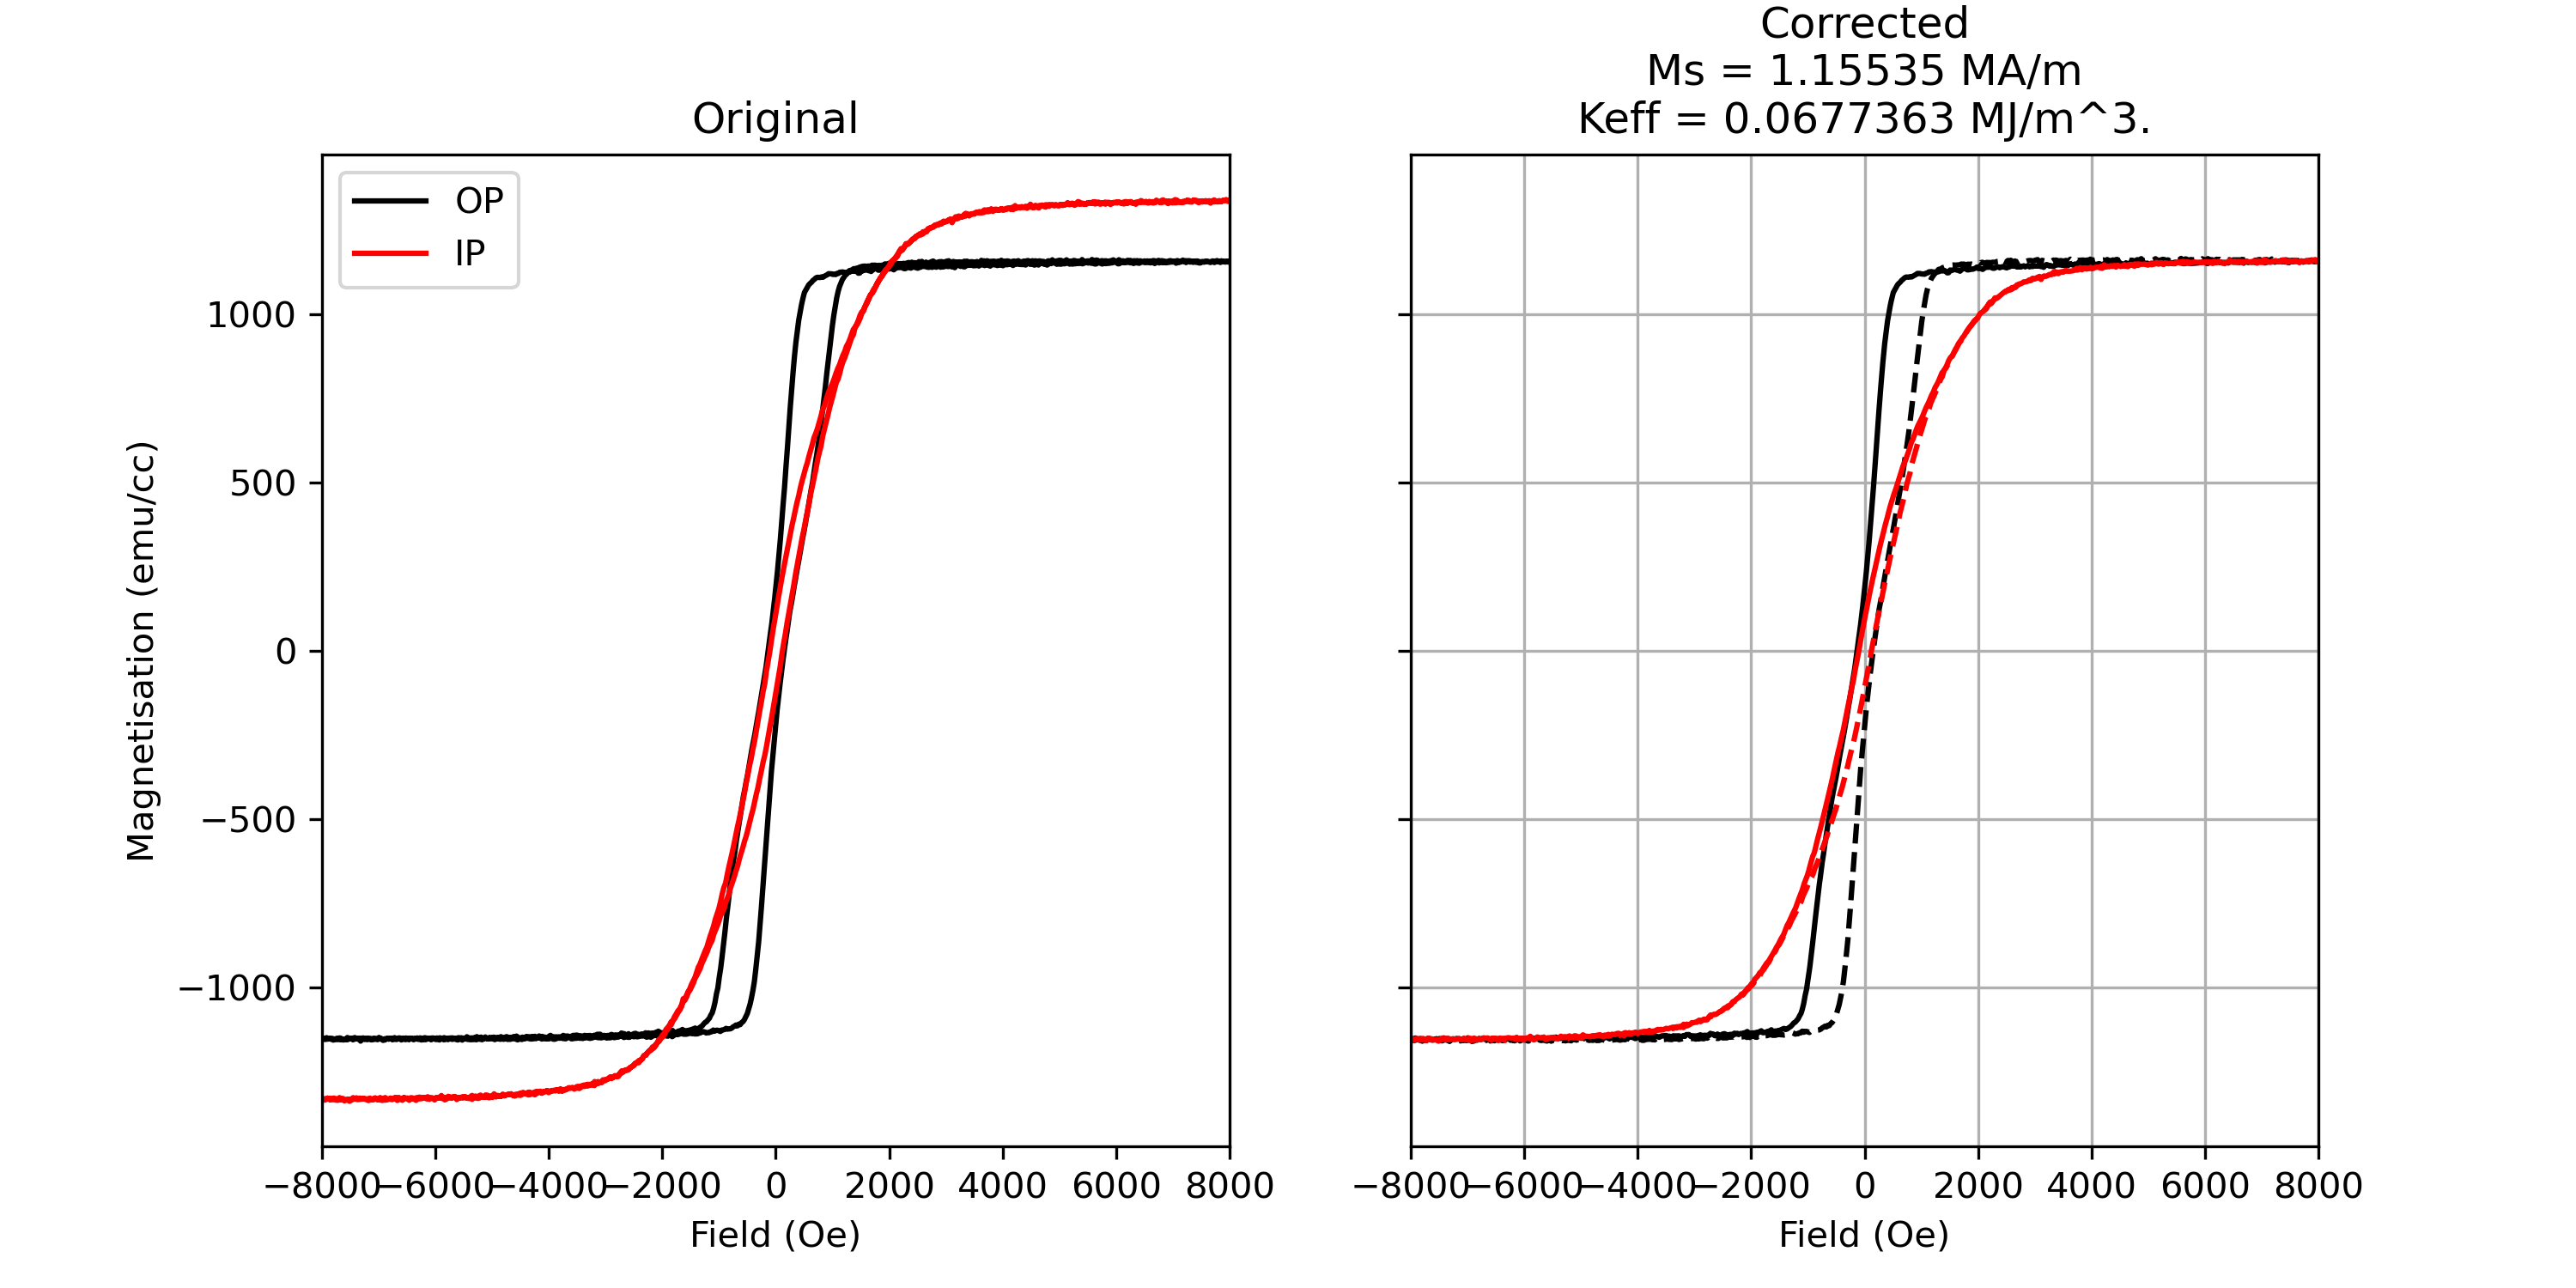 Original
OP
IP
Magnetisation (emu/cc)
1000
500
0
−500
−1000
−8000 −6000 −4000 −2000 0 2000 4000 6000 8000
Field (Oe)
Corrected
Ms = 1.15535 MA/m
Keff = 0.0677363 MJ/m^3.
−8000 −6000 −4000 −2000 0 2000 4000 6000 8000
Field (Oe)